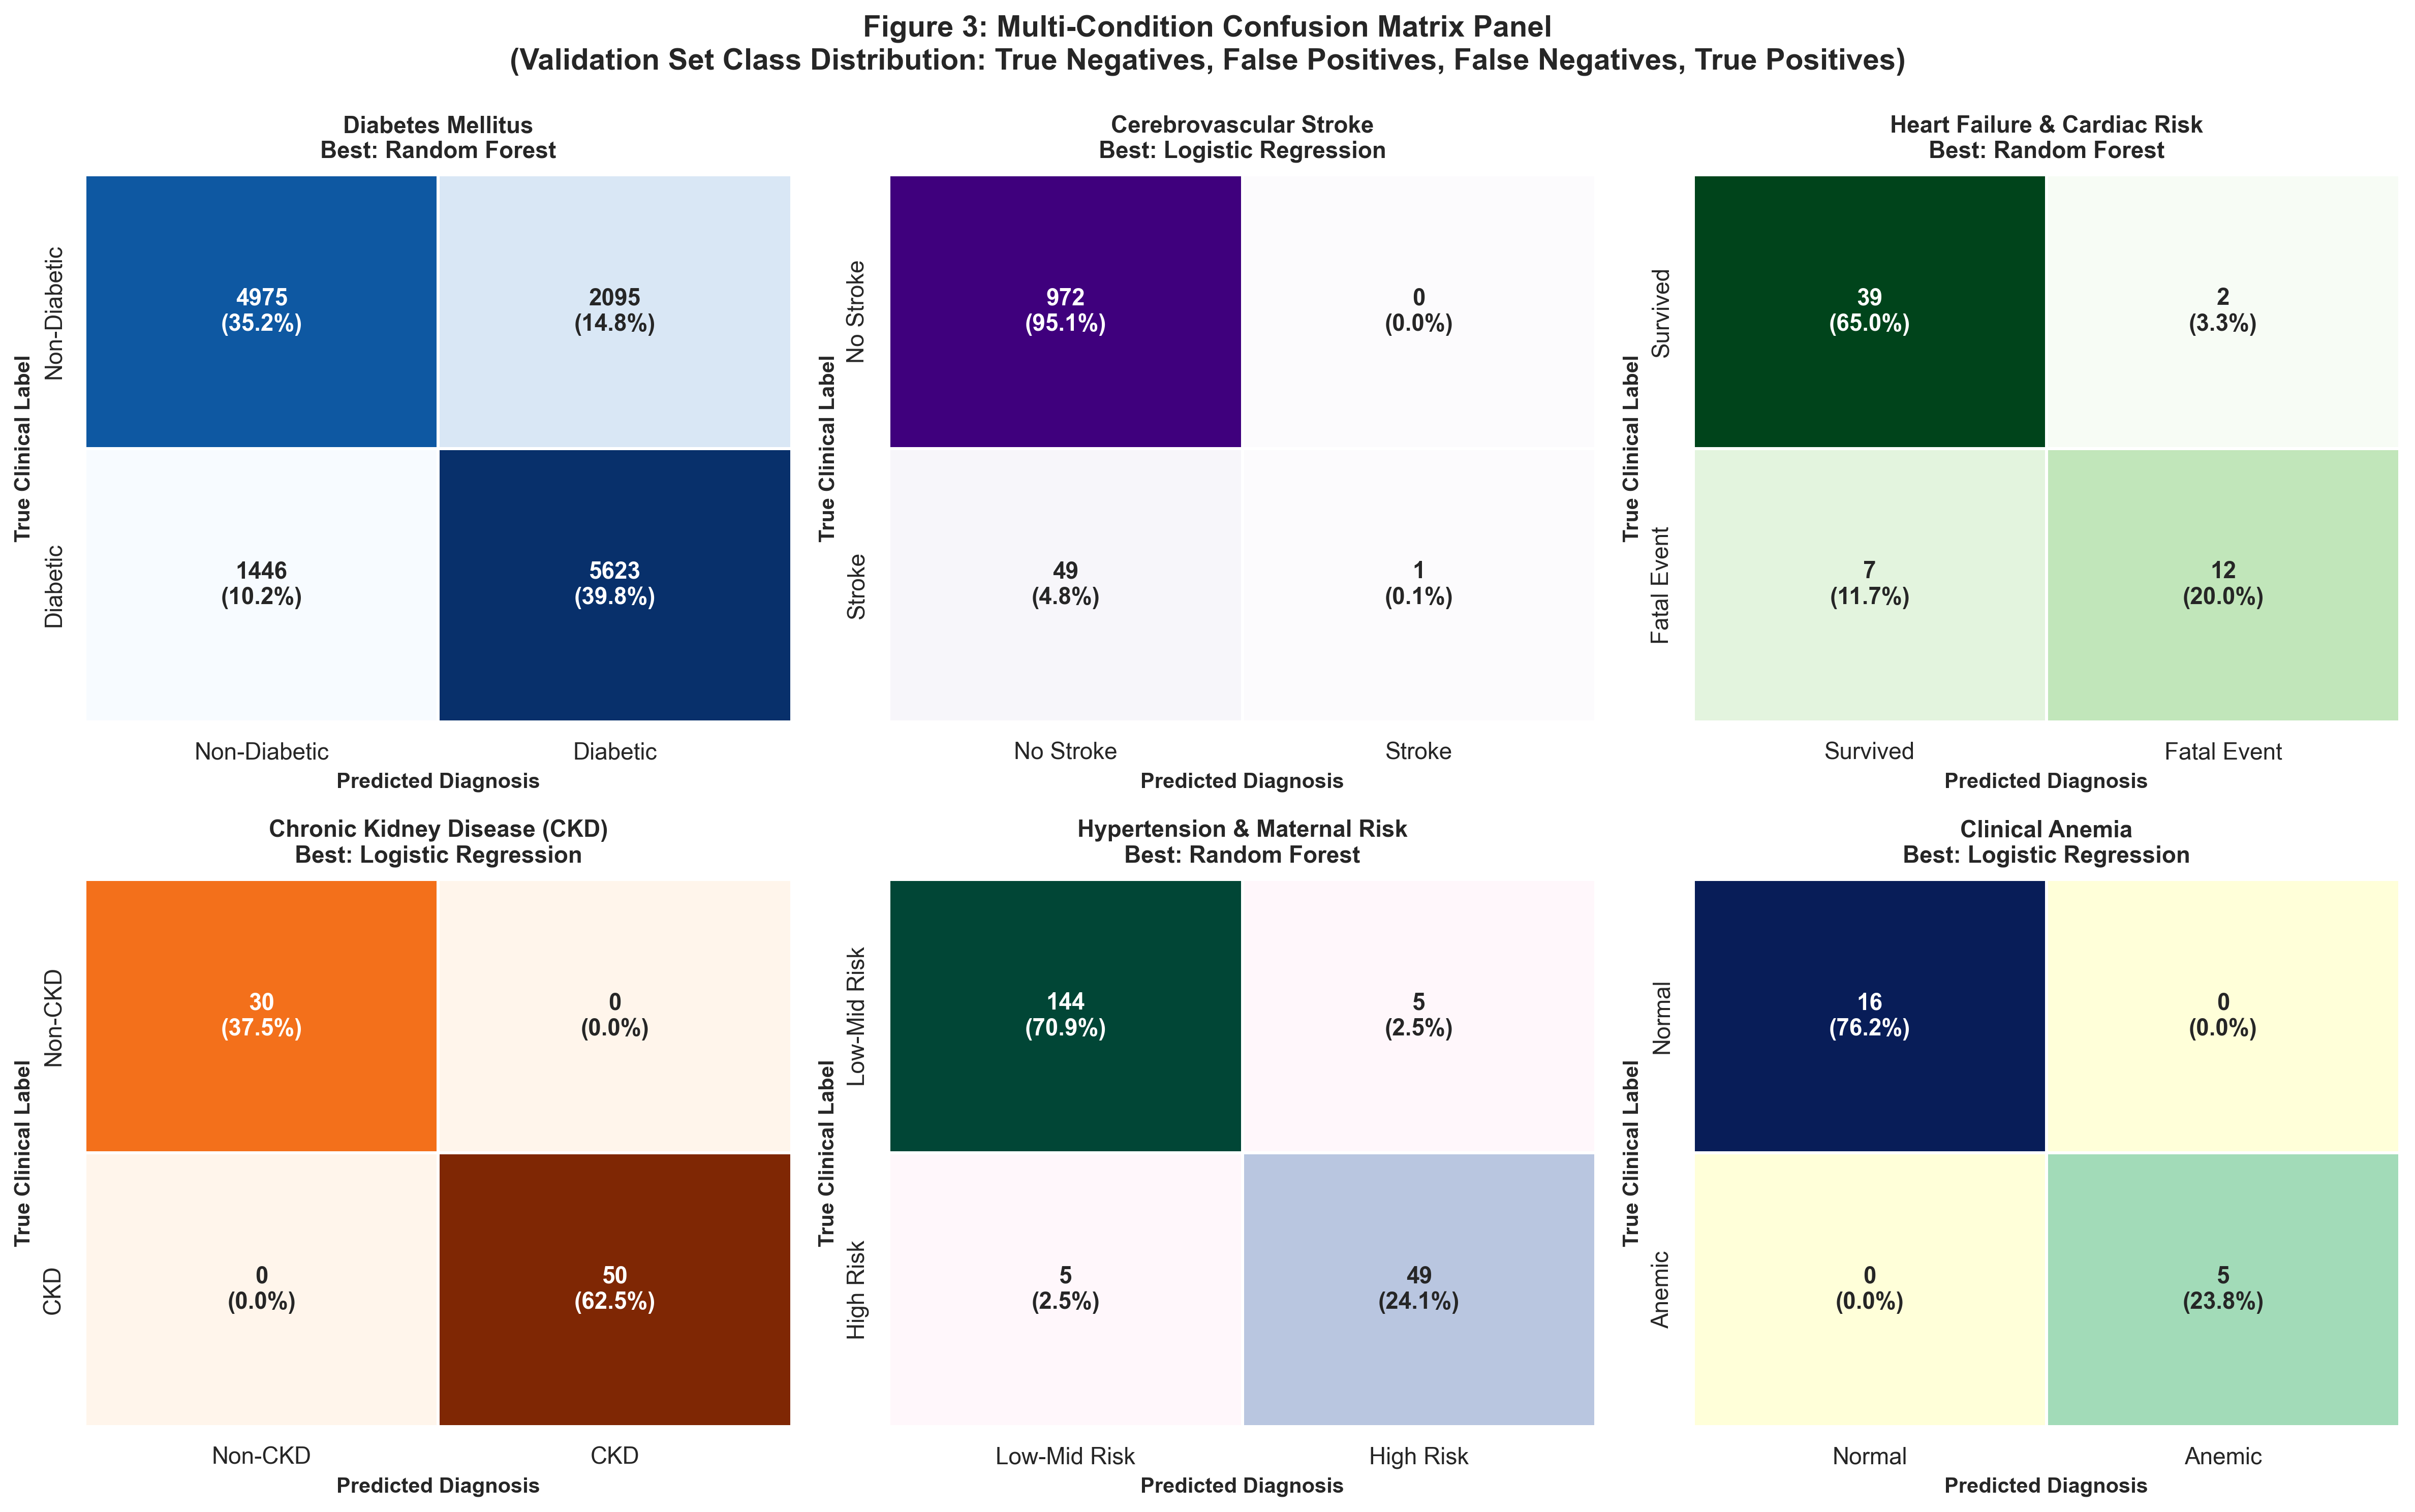 Figure 3: Multi-Condition Confusion Matrix Panel
(Validation Set Class Distribution: True Negatives, False Positives, False Negatives, True Positives)
Diabetes Mellitus
Best: Random Forest
True Clinical Label
Non-Diabetic
Diabetic
4975
(35.2%)
2095
(14.8%)
1446
(10.2%)
5623
(39.8%)
Non-Diabetic
Diabetic
Predicted Diagnosis
Cerebrovascular Stroke
Best: Logistic Regression
True Clinical Label
No Stroke
Stroke
972
(95.1%)
0
(0.0%)
49
(4.8%)
1
(0.1%)
No Stroke
Stroke
Predicted Diagnosis
Heart Failure & Cardiac Risk
Best: Random Forest
True Clinical Label
Survived
Fatal Event
39
(65.0%)
2
(3.3%)
7
(11.7%)
12
(20.0%)
Survived
Fatal Event
Predicted Diagnosis
Chronic Kidney Disease (CKD)
Best: Logistic Regression
True Clinical Label
Non-CKD
CKD
30
(37.5%)
0
(0.0%)
0
(0.0%)
50
(62.5%)
Non-CKD
CKD
Predicted Diagnosis
Hypertension & Maternal Risk
Best: Random Forest
True Clinical Label
Low-Mid Risk
High Risk
144
(70.9%)
5
(2.5%)
5
(2.5%)
49
(24.1%)
Low-Mid Risk
High Risk
Predicted Diagnosis
Clinical Anemia
Best: Logistic Regression
True Clinical Label
Normal
Anemic
16
(76.2%)
0
(0.0%)
0
(0.0%)
5
(23.8%)
Normal
Anemic
Predicted Diagnosis